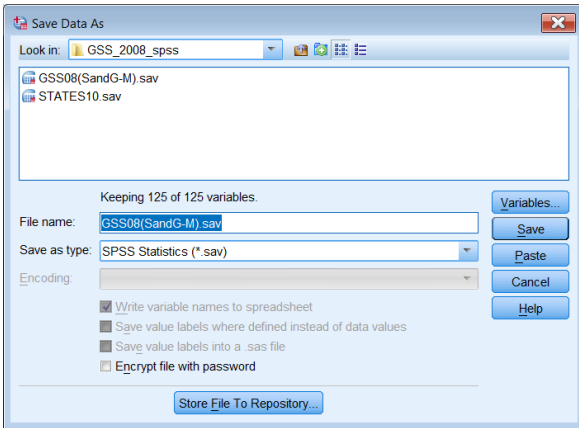 Save Data As
Look in: GSS_2008_spss
GSS08(SandG-M).sav
STATES10.sav
Keeping 125 of 125 variables.
Variables...
File name: GSS08(SandG-M).sav
Save
Save as type: SPSS Statistics (*.sav)
Paste
Encoding:
Cancel
Write variable names to spreadsheet
Help
Save value labels where defined instead of data values
Save value labels into a .sas file
Encrypt file with password
Store File To Repository...